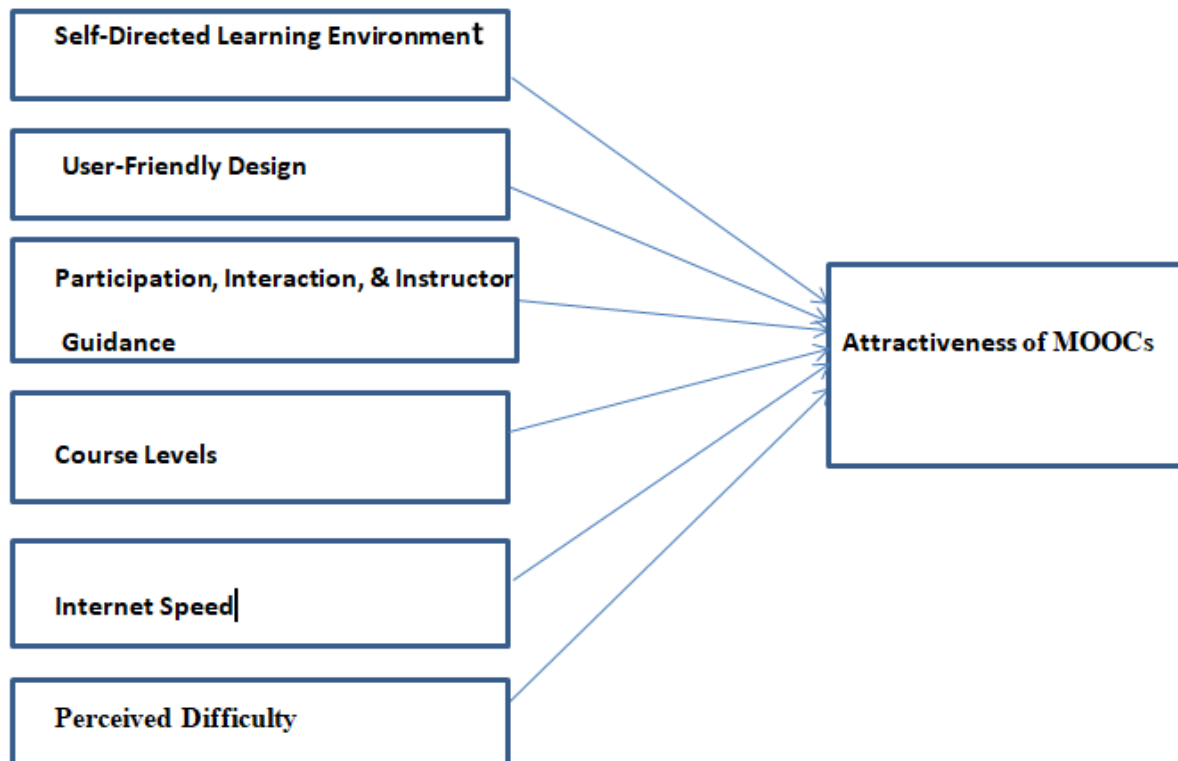 Self-Directed Learning Environment
User-Friendly Design
Participation, Interaction, & Instructor
Guidance
Attractiveness of MOOCs
Course Levels
Internet Speed
Perceived Difficulty